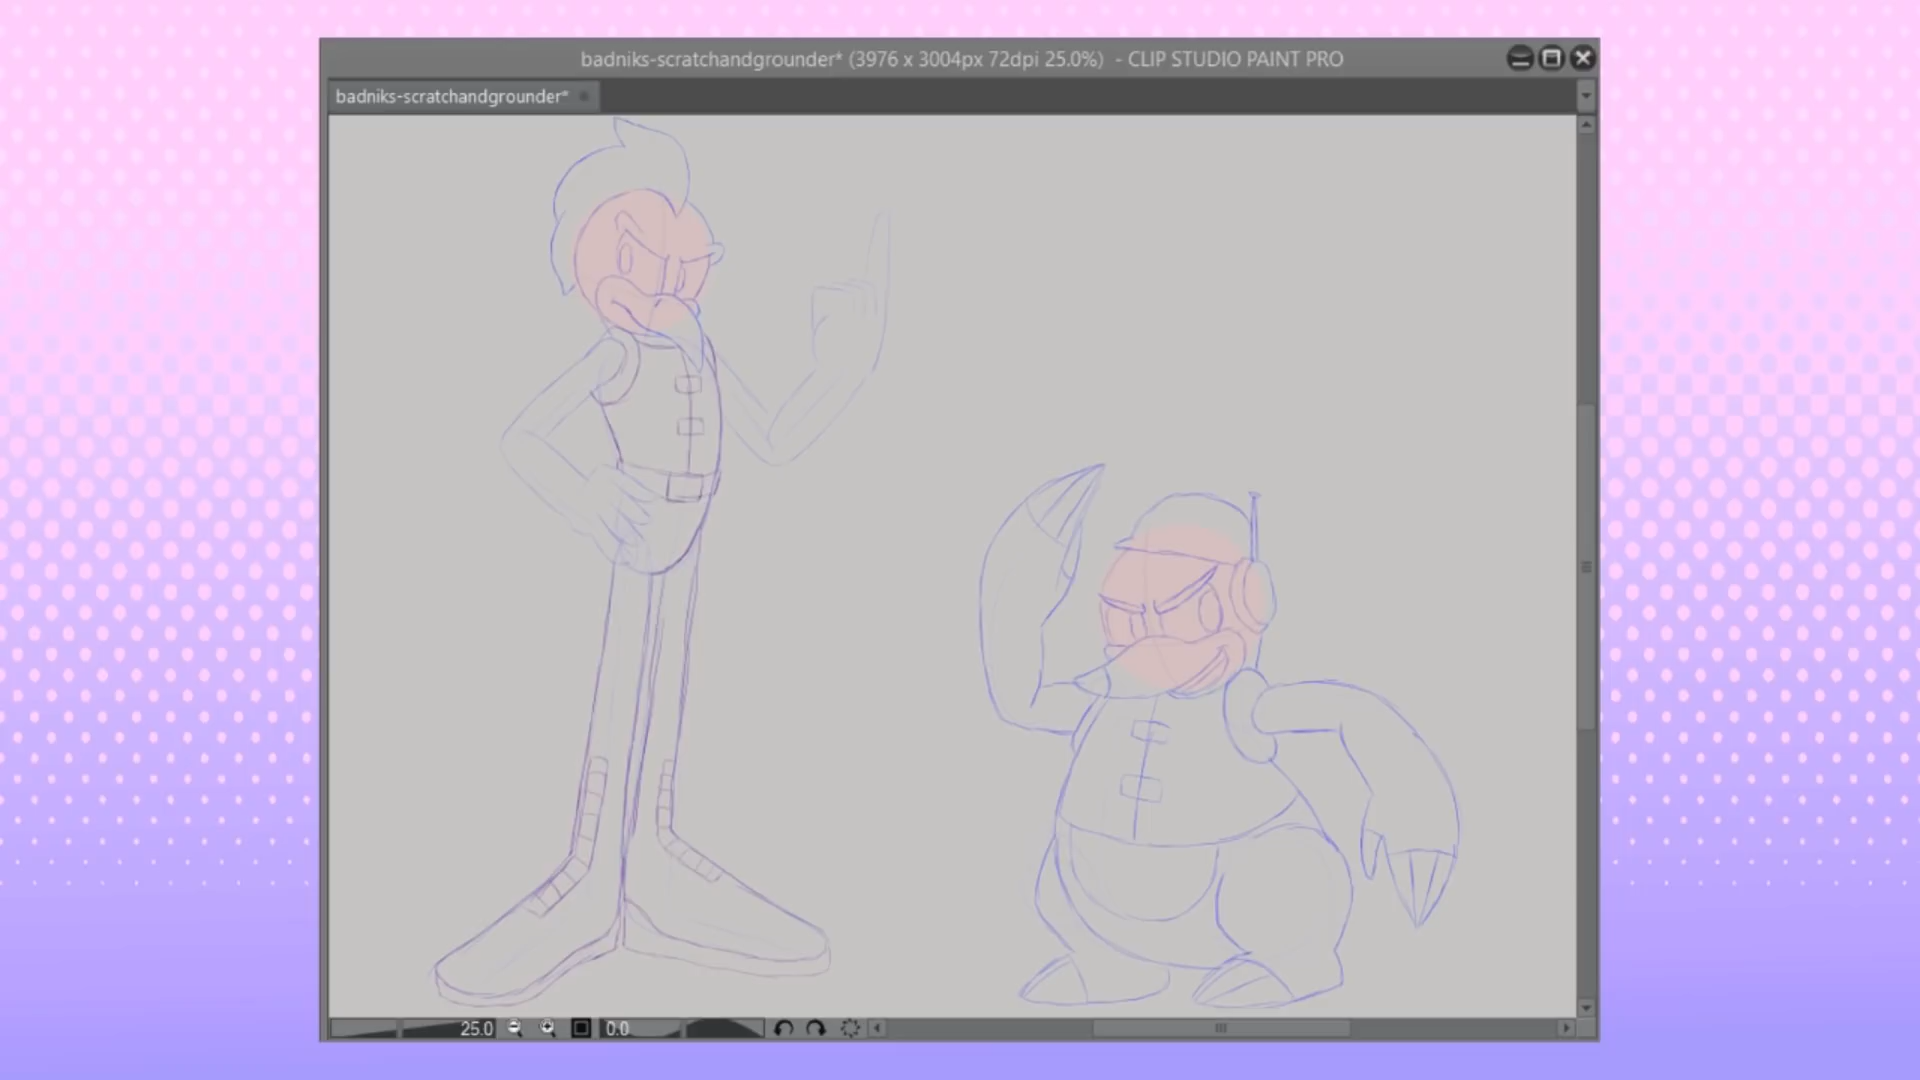 badniks-scratchandgrounder* (3976 x 3004px 72dpi 25.0%) - CLIP STUDIO PAINT PRO
badniks-scratchandgrounder*
25.0
0.0